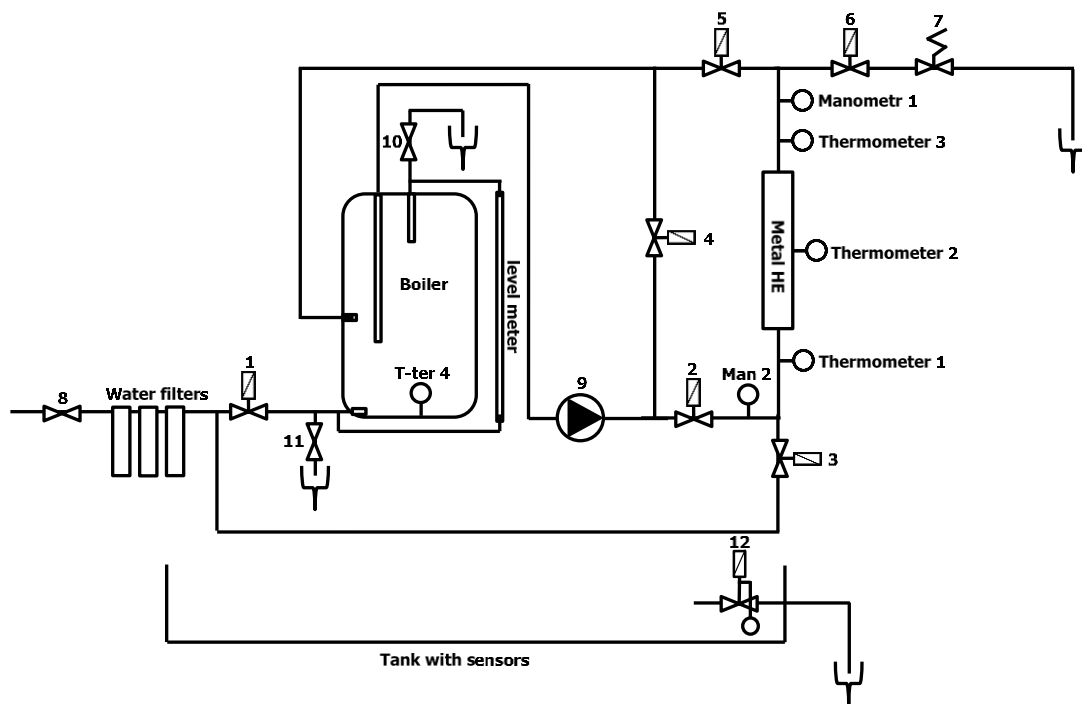 5
6
7
Manometr 1
10
Thermometer 3
4
Metal HE
Thermometer 2
level meter
Boiler
1
T-ter 4
Man 2
Thermometer 1
8
Water filters
9
2
11
3
12
Tank with sensors